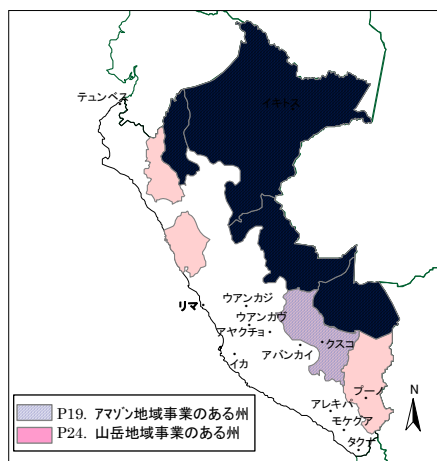 テュンベス
イキトス
リマ
ウアンカジ
ウアンカヴ
アヤクチョ
クスコ
アバンカイ
イカ
プーノ
アレキパ
モケグア
タクナ
N
P19. アマゾン地域事業のある州
P24. 山岳地域事業のある州